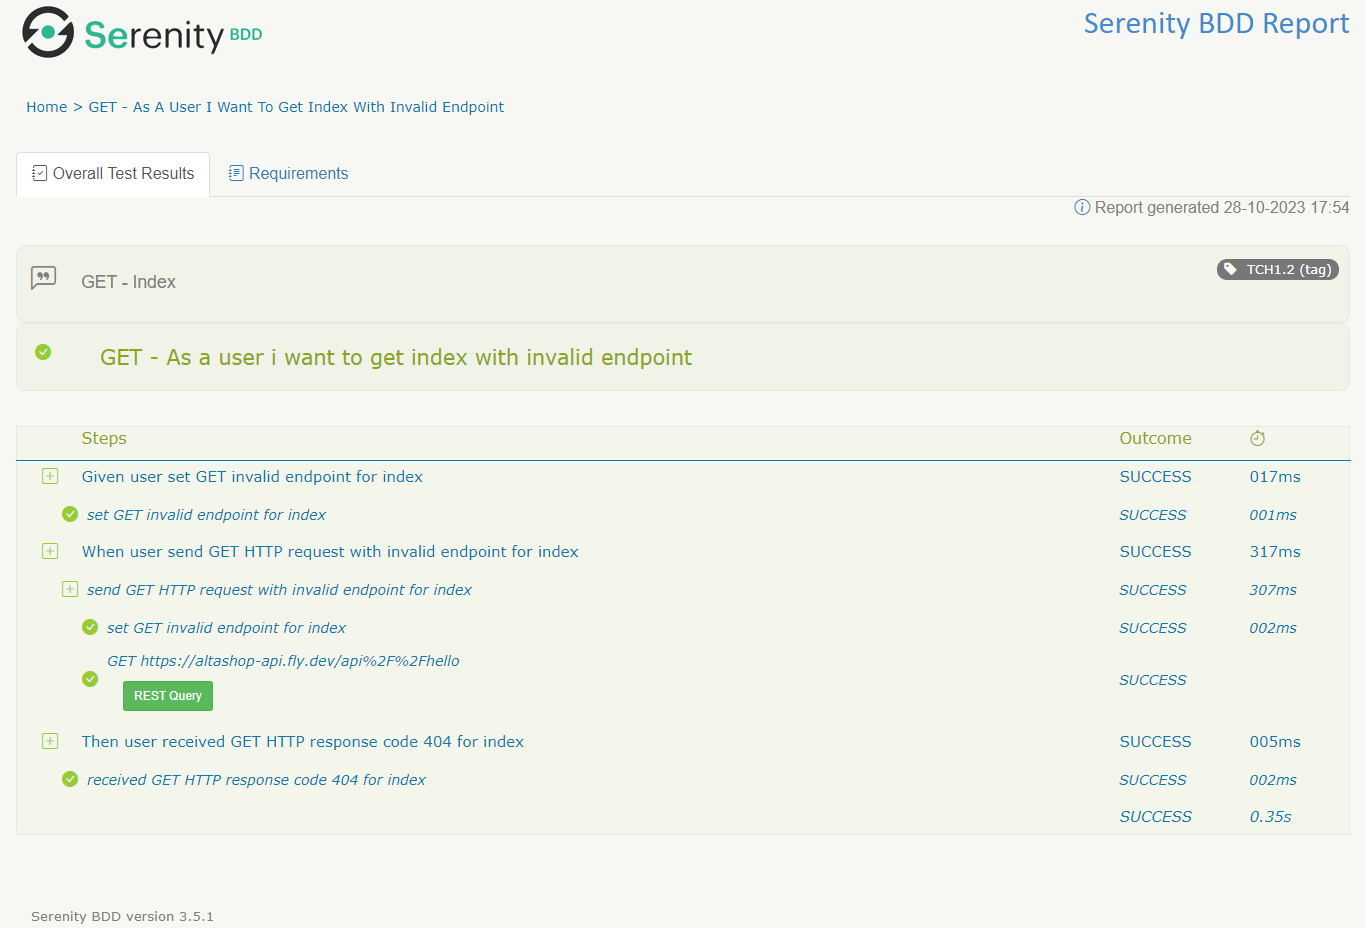 Serenity BDD
Serenity BDD Report
Home > GET - As A User I Want To Get Index With Invalid Endpoint
Overall Test Results
Requirements
Report generated 28-10-2023 17:54
GET - Index
TCH1.2 (tag)
GET - As a user i want to get index with invalid endpoint
Steps Outcome
Given user set GET invalid endpoint for index SUCCESS 017ms
set GET invalid endpoint for index SUCCESS 001ms
When user send GET HTTP request with invalid endpoint for index SUCCESS 317ms
send GET HTTP request with invalid endpoint for index SUCCESS 307ms
set GET invalid endpoint for index SUCCESS 002ms
GET https://altashop-api.fly.dev/api%2F%2Fhello
SUCCESS
REST Query
Then user received GET HTTP response code 404 for index SUCCESS 005ms
received GET HTTP response code 404 for index SUCCESS 002ms
SUCCESS 0.35s
Serenity BDD version 3.5.1